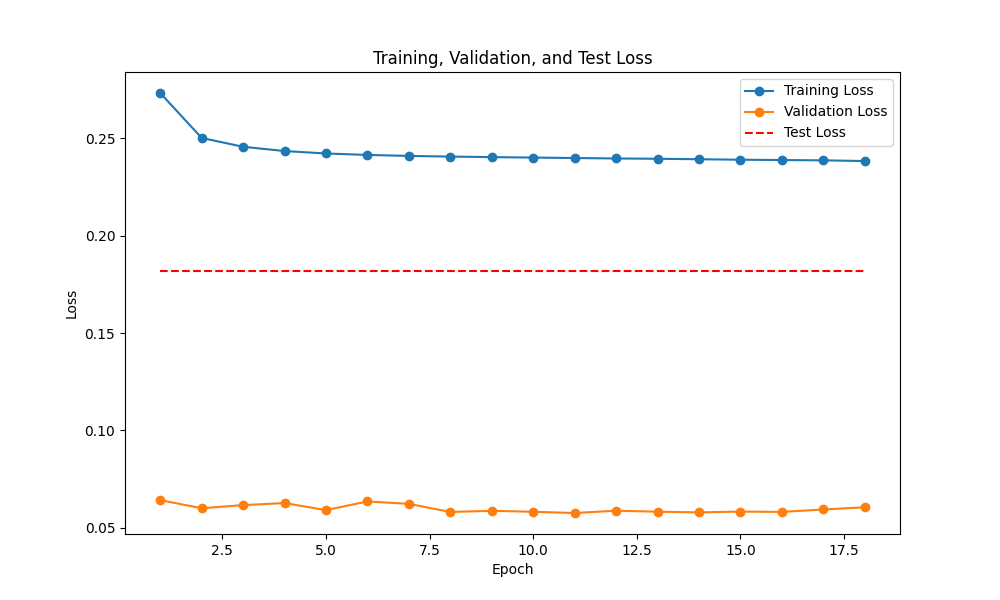 Training, Validation, and Test Loss
Training Loss
Validation Loss
Test Loss
0.25
0.20
0.15
0.10
0.05
Loss
2.5 5.0 7.5 10.0 12.5 15.0 17.5
Epoch